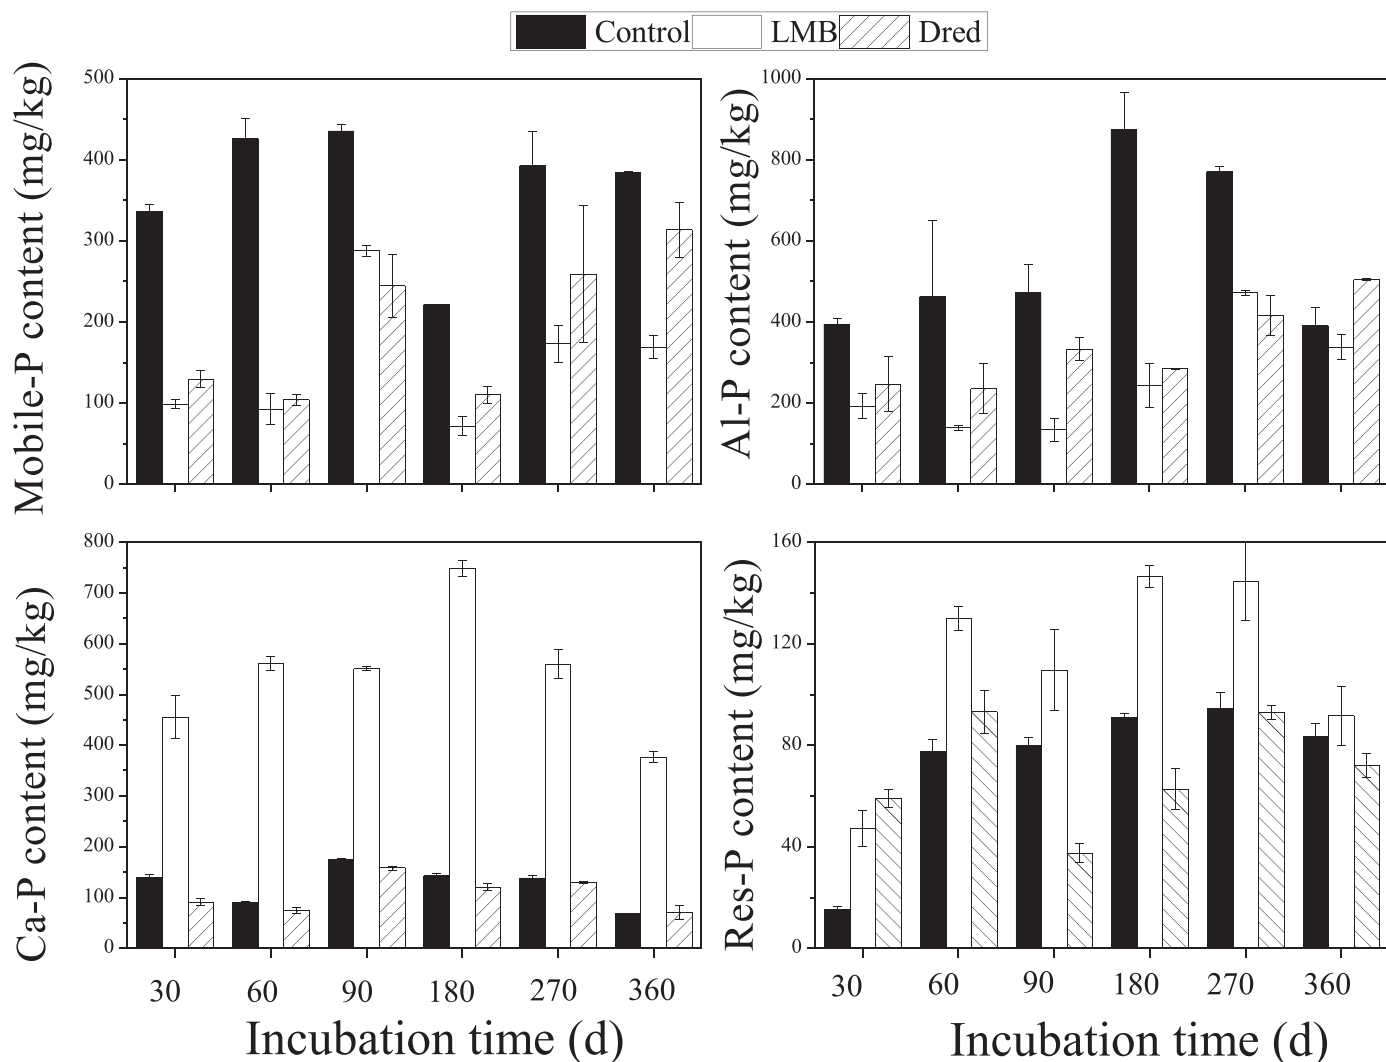 Control LMB Dred
Mobile-P content (mg/kg)
500
400
300
200
100
0
Al-P content (mg/kg)
1000
800
600
400
200
0
Ca-P content (mg/kg)
800
700
600
500
400
300
200
100
0
30 60 90 180 270 360
Incubation time (d)
Res-P content (mg/kg)
160
120
80
40
0
30 60 90 180 270 360
Incubation time (d)